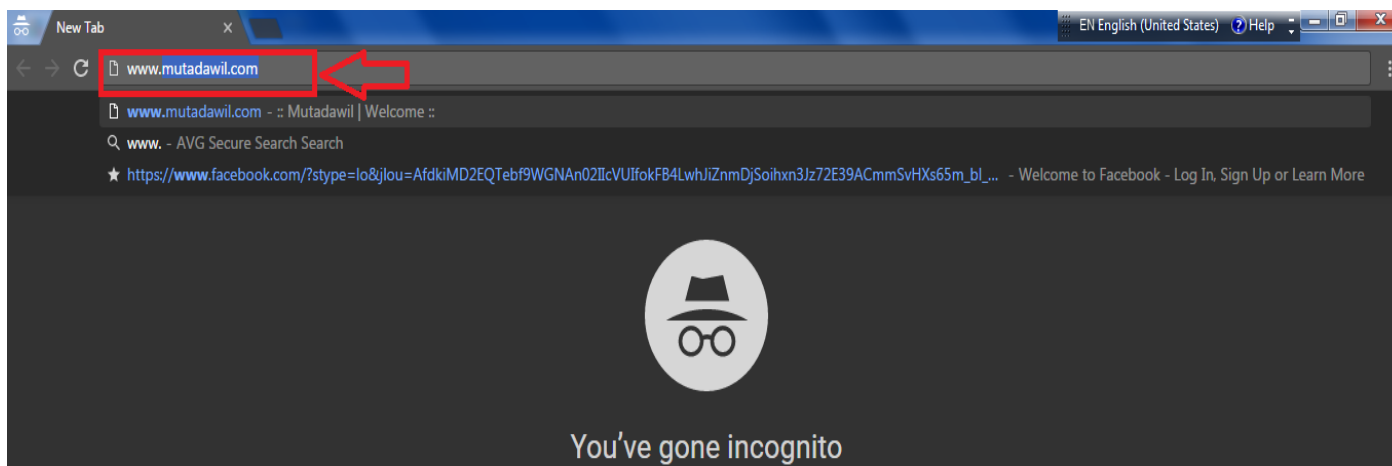 New Tab
EN English (United States) Help
www.mutadawil.com
www.mutadawil.com - :: Mutadawil | Welcome ::
www. - AVG Secure Search Search
https://www.facebook.com/?stype=lo&jlou=AfdkiMD2EQTebf9WGNAn02IIcVUIfokFB4LwhJiZnmDjSoihxn3Jz72E39ACmmSvHXs65m_bl_... - Welcome to Facebook - Log In, Sign Up or Learn More
You've gone incognito